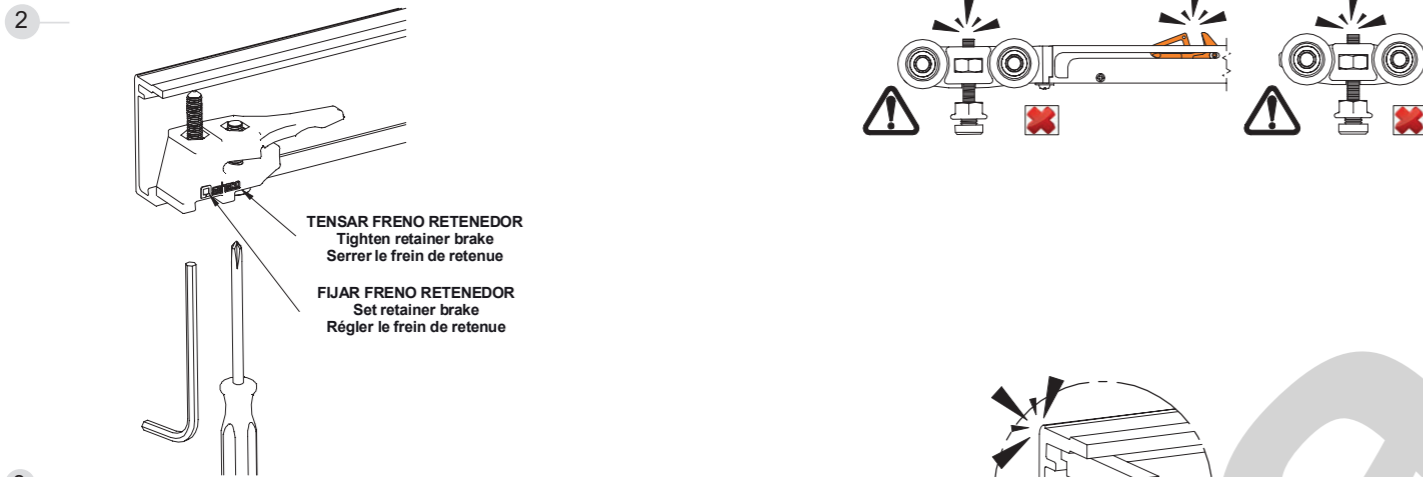 2
TENSAR FRENO RETENEDOR
Tighten retainer brake
Serrer le frein de retenue
FIJAR FRENO RETENEDOR
Set retainer brake
Régler le frein de retenue